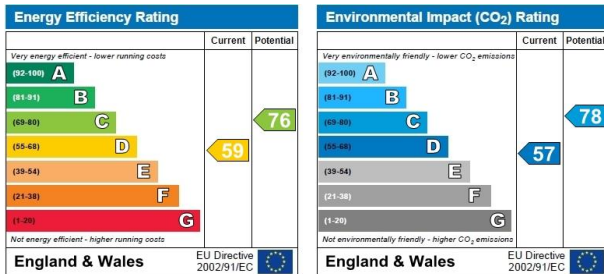 Energy Efficiency Rating
Current Potential
Very energy efficient - lower running costs
(92-100) A
(81-91) B
(69-80) C
76
(55-68) D
59
(39-54) E
(21-38) F
(1-20) G
Not energy efficient - higher running costs
England & Wales
EU Directive
2002/91/EC
Environmental Impact (CO₂) Rating
Current Potential
Very environmentally friendly - lower CO₂ emissions
(92-100) A
(81-91) B
(69-80) C
78
(55-68) D
57
(39-54) E
(21-38) F
(1-20) G
Not environmentally friendly - higher CO₂ emissions
England & Wales
EU Directive
2002/91/EC